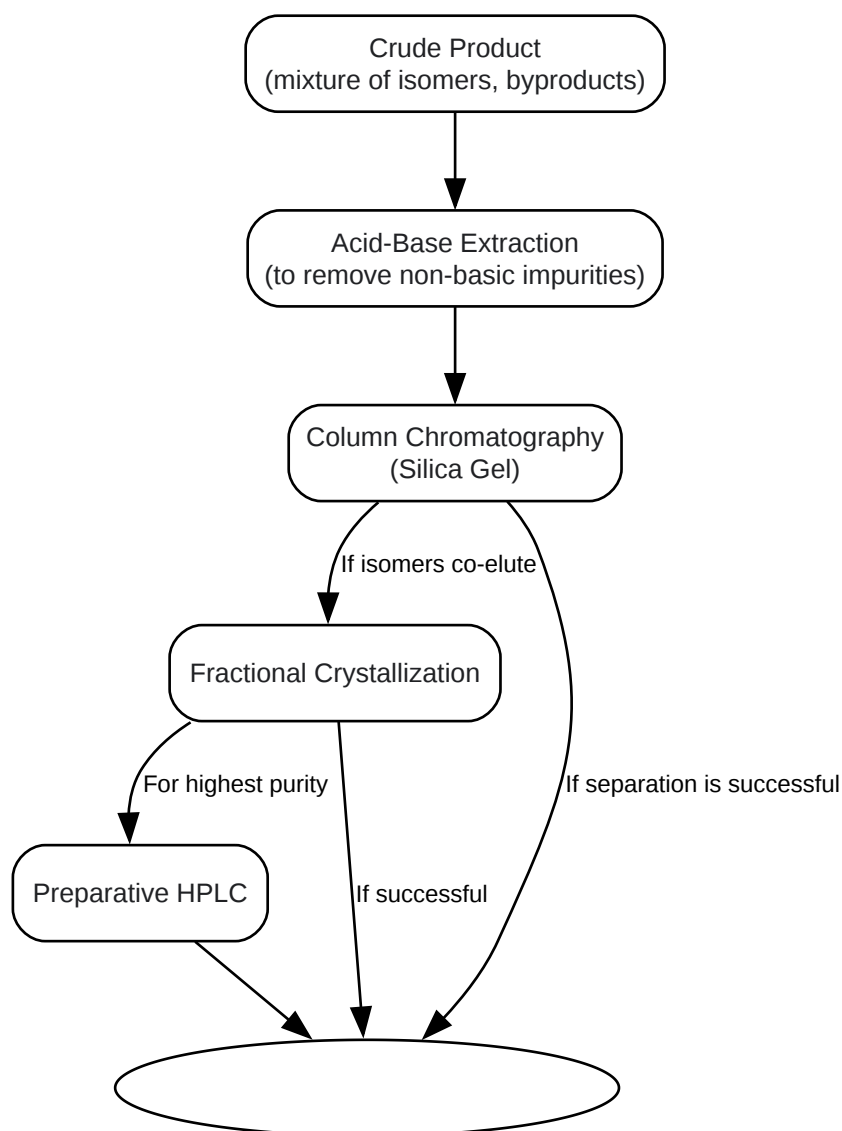 Crude Product
(mixture of isomers, byproducts)
Acid-Base Extraction
(to remove non-basic impurities)
Column Chromatography
(Silica Gel)
If isomers co-elute
Fractional Crystallization
For highest purity
If separation is successful
Preparative HPLC
If successful